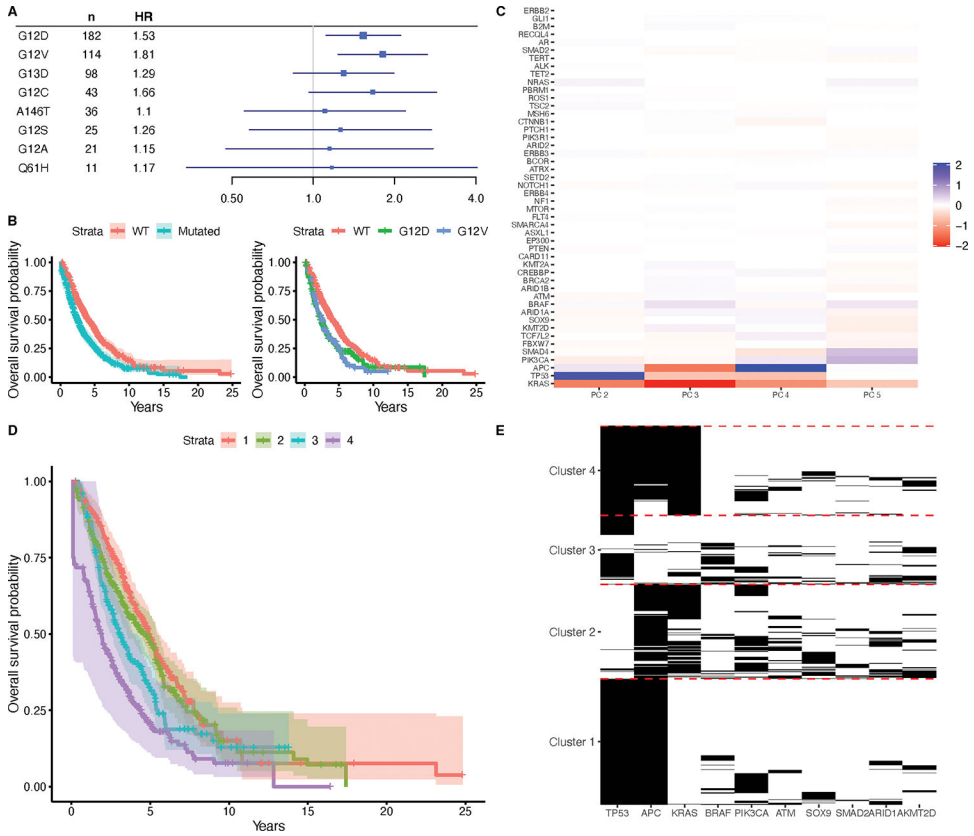 A
n HR
G12D 182 1.53
G12V 114 1.81
G13D 98 1.29
G12C 43 1.66
A146T 36 1.1
G12S 25 1.26
G12A 21 1.15
Q61H 11 1.17
0.50 1.0 2.0 4.0
B
Strata WT Mutated
Overall survival probability
1.00
0.75
0.50
0.25
0.00
0 5 10 15 20 25
Years
Strata WT G12D G12V
Overall survival probability
1.00
0.75
0.50
0.25
0.00
0 5 10 15 20 25
Years
C
ERBB2
GLI1
B2M
RECQL4
AR
SMAD2
TERT
ALK
TET2
NRAS
PBRM1
ROS1
TSC2
MSH6
CTNNB1
PTCH1
PIK3R1
ARID2
ERBB3
BCOR
ATRX
SETD2
NOTCH1
ERBB4
NF1
MTOR
FLT4
SMARCA4
ASXL1
EP300
PTEN
CARD11
KMT2A
CREBBP
BRCA2
ARID1B
ATM
BRAF
ARID1A
SOX9
KMT2D
TCF7L2
FBXW7
SMAD4
PIK3CA
APC
TP53
KRAS
PC 2 PC 3 PC 4 PC 5
2
1
0
−1
−2
D
Strata 1 2 3 4
Overall survival probability
1.00
0.75
0.50
0.25
0.00
0 5 10 15 20 25
Years
E
Cluster 4
Cluster 3
Cluster 2
Cluster 1
TP53 APC KRAS BRAF PIK3CA ATM SOX9 SMAD2 ARID1A KMT2D